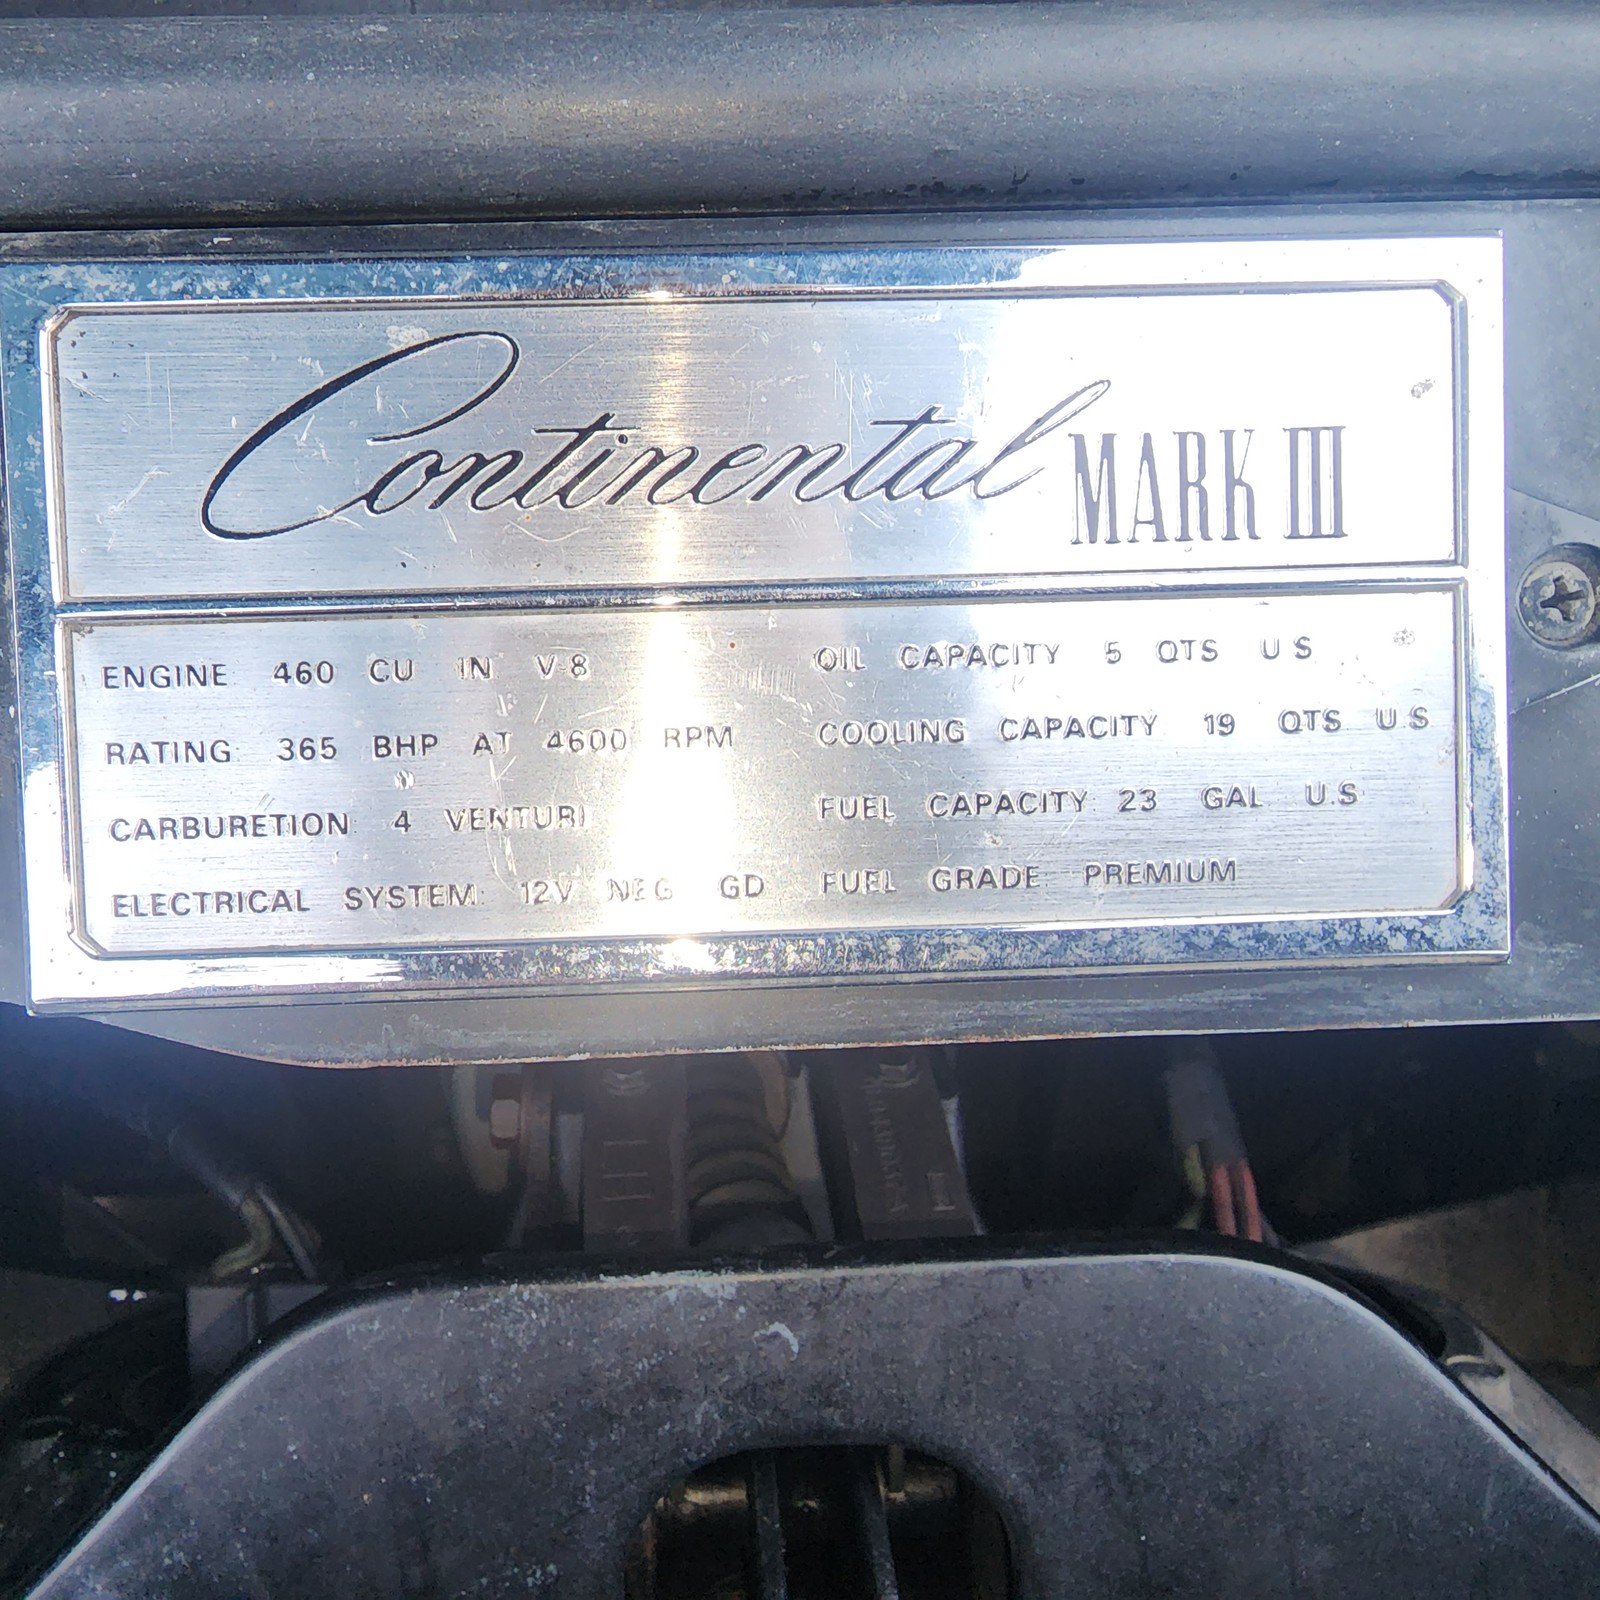 Continental MARK III
ENGINE: 460 CU IN V-8
RATING: 365 BHP AT 4600 RPM
CARBURETION: 4 VENTURI
ELECTRICAL SYSTEM: 12V NEG GD
OIL CAPACITY 5 QTS U S
COOLING CAPACITY 19 QTS U.S
FUEL CAPACITY: 23 GAL U.S
FUEL GRADE: PREMIUM